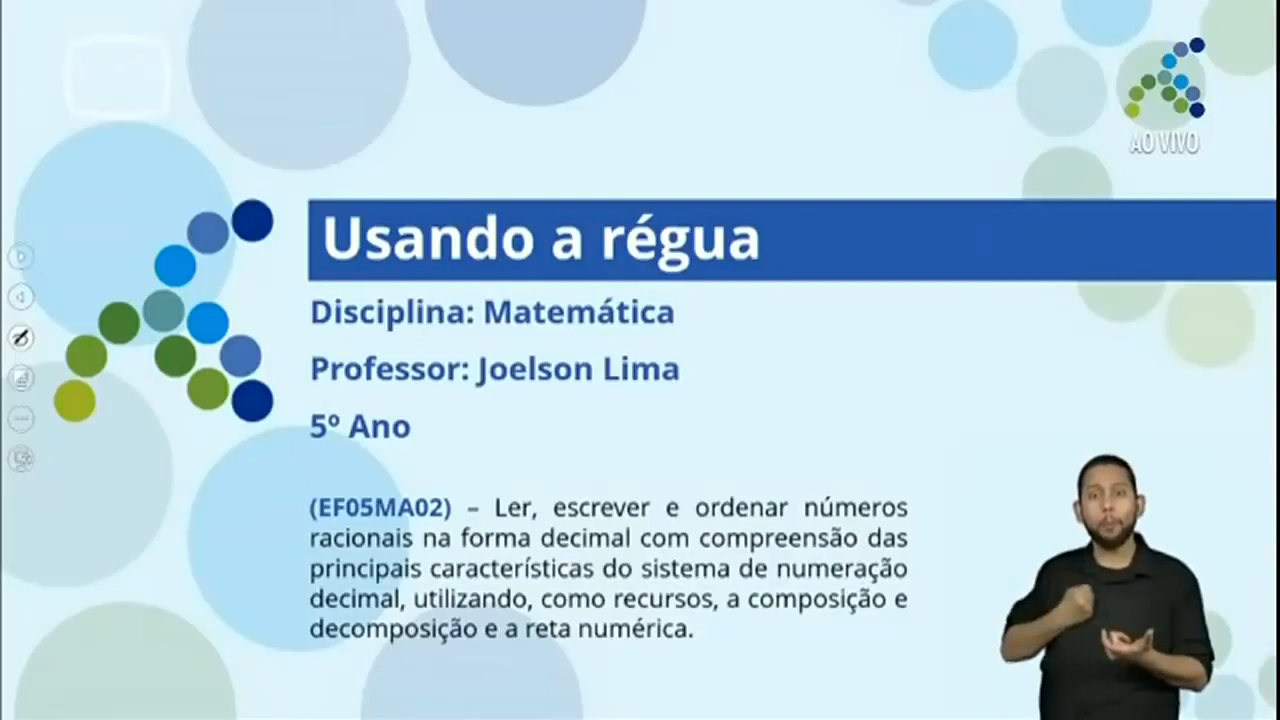 AO VIVO
Usando a régua
Disciplina: Matemática
Professor: Joelson Lima
5º Ano
(EF05MA02) – Ler, escrever e ordenar números
racionais na forma decimal com compreensão das
principais características do sistema de numeração
decimal, utilizando, como recursos, a composição e
decomposição e a reta numérica.